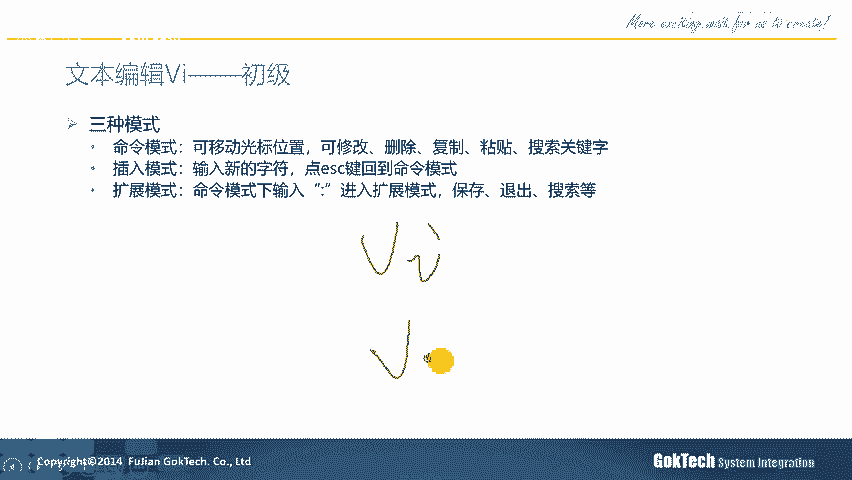 More exciting wait for us to create!
文本编辑Vi——初级
三种模式
命令模式：可移动光标位置，可修改、删除、复制、粘贴、搜索关键字
插入模式：输入新的字符，点esc键回到命令模式
扩展模式：命令模式下输入“:”进入扩展模式，保存、退出、搜索等
Vi
V
Copyright©2014 FuJian GokTech. Co., Ltd
GokTech System Integration